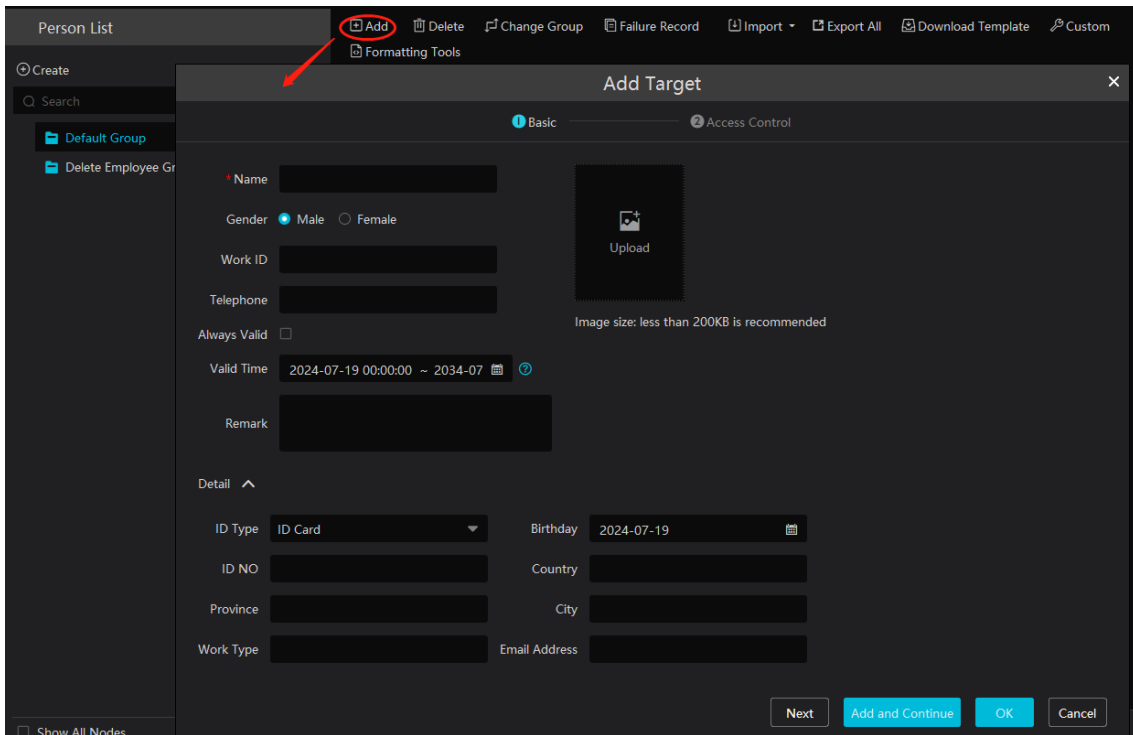 Person List
Add Delete Change Group Failure Record Import Export All Download Template Custom
Formatting Tools
Create
Search
Default Group
Delete Employee Gr
Add Target
1 Basic 2 Access Control
* Name
Gender Male Female
Work ID
Telephone
Always Valid
Valid Time 2024-07-19 00:00:00 ~ 2034-07
Remark
Upload
Image size: less than 200KB is recommended
Detail
ID Type ID Card Birthday 2024-07-19
ID NO Country
Province City
Work Type Email Address
Next Add and Continue OK Cancel
Show All Nodes